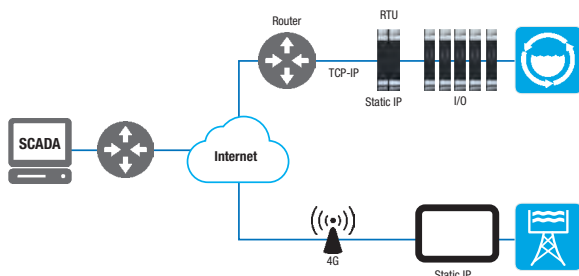 Router
RTU
TCP-IP
Static IP
I/O
SCADA
Internet
4G
Static IP